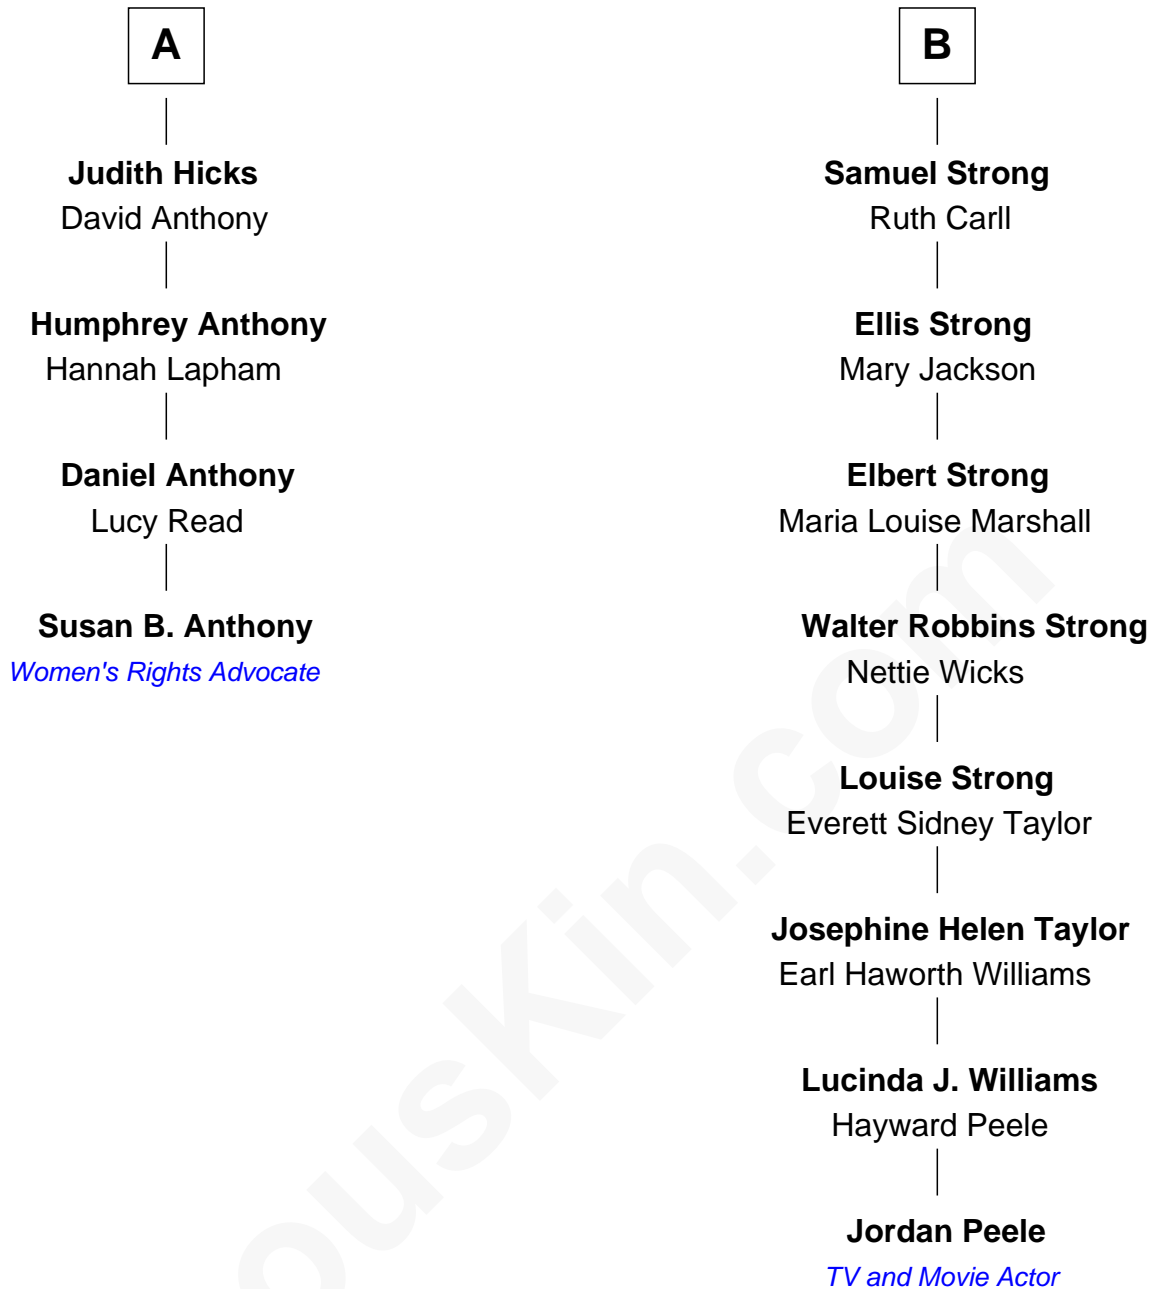 A
Judith Hicks
David Anthony
Humphrey Anthony
Hannah Lapham
Daniel Anthony
Lucy Read
Susan B. Anthony
Women's Rights Advocate
B
Samuel Strong
Ruth Carll
Ellis Strong
Mary Jackson
Elbert Strong
Maria Louise Marshall
Walter Robbins Strong
Nettie Wicks
Louise Strong
Everett Sidney Taylor
Josephine Helen Taylor
Earl Haworth Williams
Lucinda J. Williams
Hayward Peele
Jordan Peele
TV and Movie Actor
ousKin.com